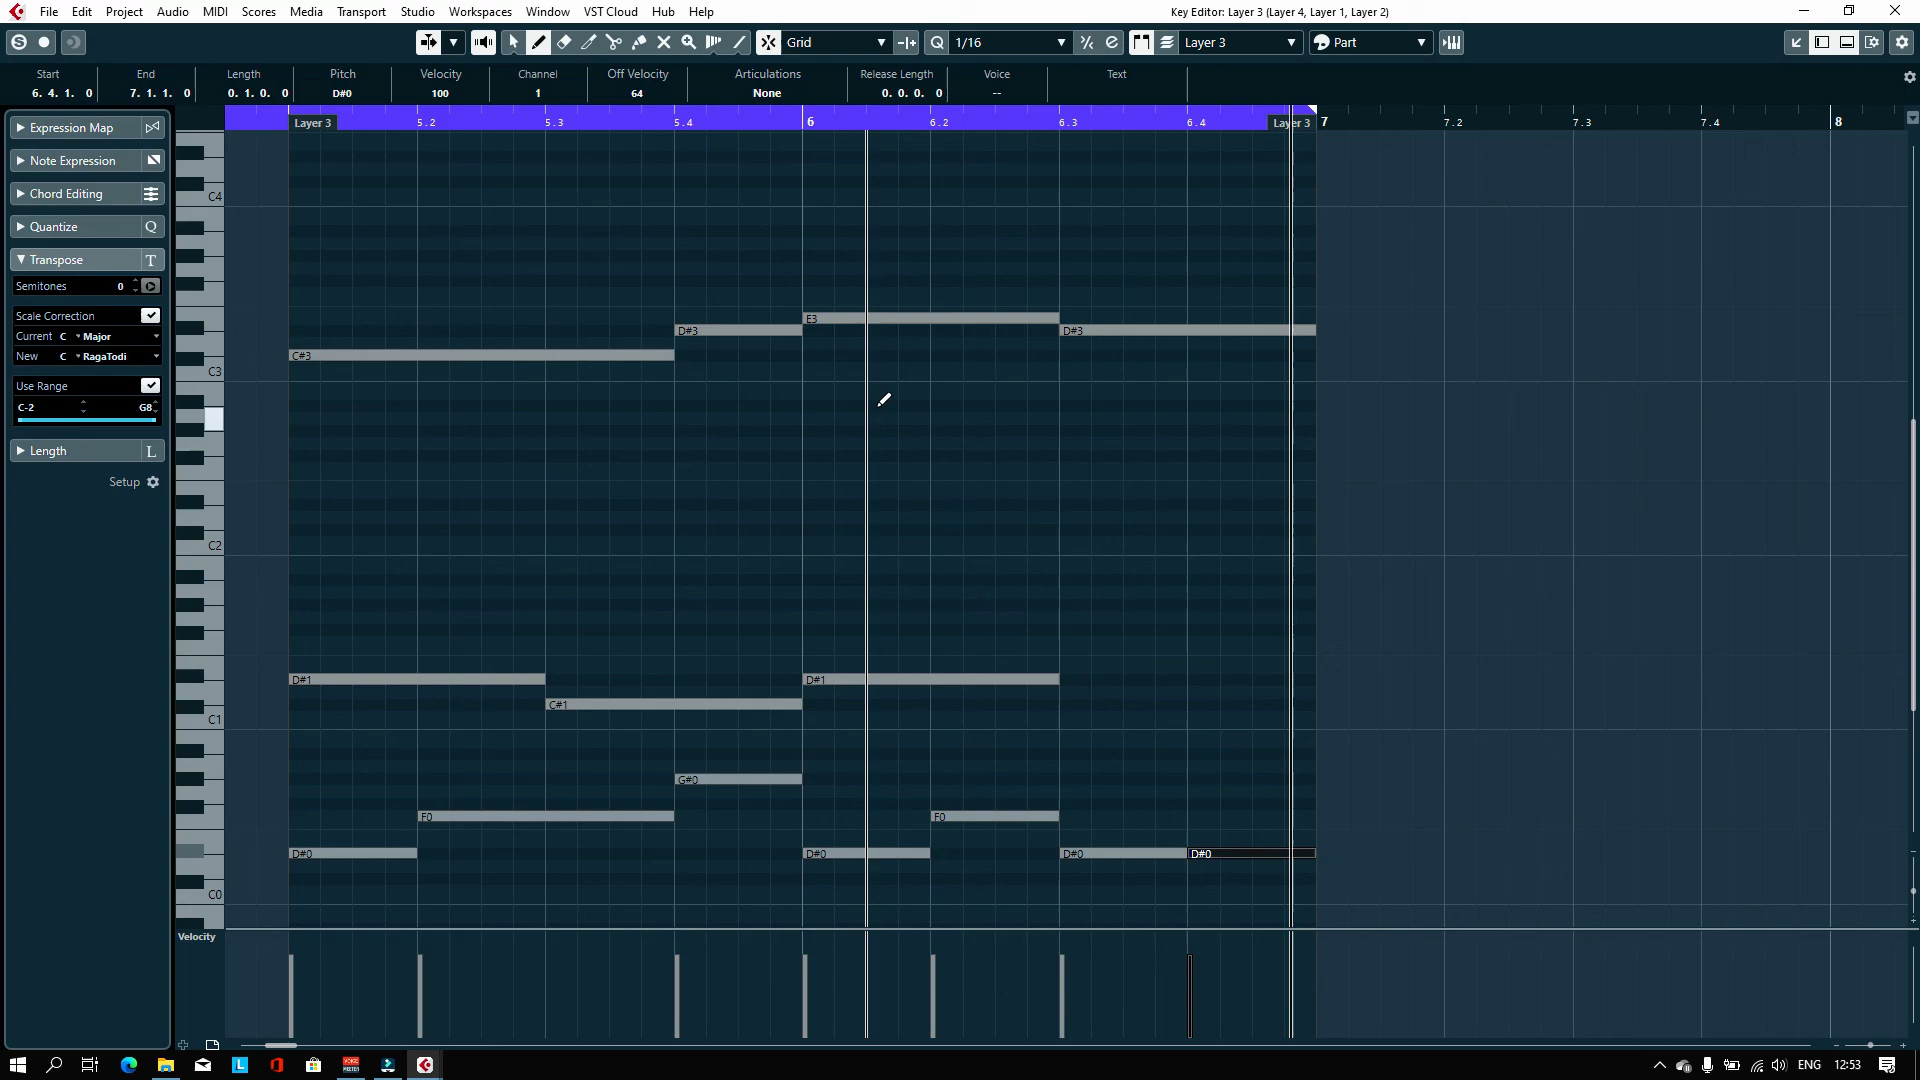 File Edit Project Audio MIDI Scores Media Transport Studio Workspaces Window VST Cloud Hub Help
Key Editor: Layer 3 (Layer 4, Layer 1, Layer 2)
Grid 1/16 Layer 3 Part
Start End Length Pitch Velocity Channel Off Velocity Articulations Release Length Voice Text
6. 4. 1. 0 7. 1. 1. 0 0. 1. 0. 0 D#0 100 1 64 None 0. 0. 0. 0 --
Layer 3 5.2 5.3 5.4 6 6.2 6.3 6.4 Layer 3 7 7.2 7.3 7.4 8
Expression Map
Note Expression
Chord Editing
Quantize Q
Transpose T
Semitones 0
Scale Correction
Current C Major
New C RagaTodi
Use Range
C-2 G8
Length L
Setup
C4
E3
D#3 D#3
C#3
C3
C2
D#1 D#1
C#1
C1
G#0
F0 F0
D#0 D#0 D#0 D#0
C0
Velocity
ENG 12:53